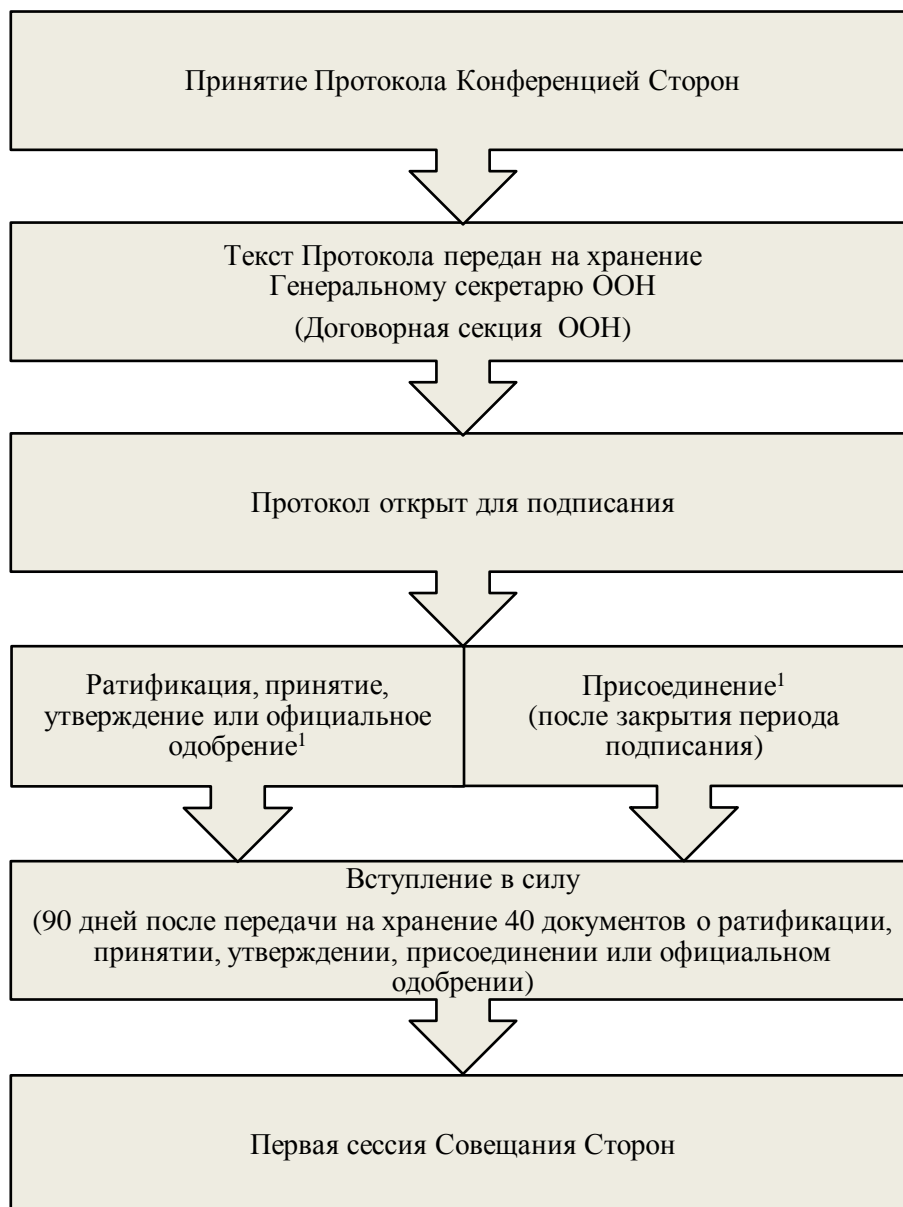 Принятие Протокола Конференцией Сторон
Текст Протокола передан на хранение
Генеральному секретарю ООН
(Договорная секция ООН)
Протокол открыт для подписания
Ратификация, принятие,
утверждение или официальное
одобрение¹
Присоединение¹
(после закрытия периода
подписания)
Вступление в силу
(90 дней после передачи на хранение 40 документов о ратификации,
принятии, утверждении, присоединении или официальном
одобрении)
Первая сессия Совещания Сторон